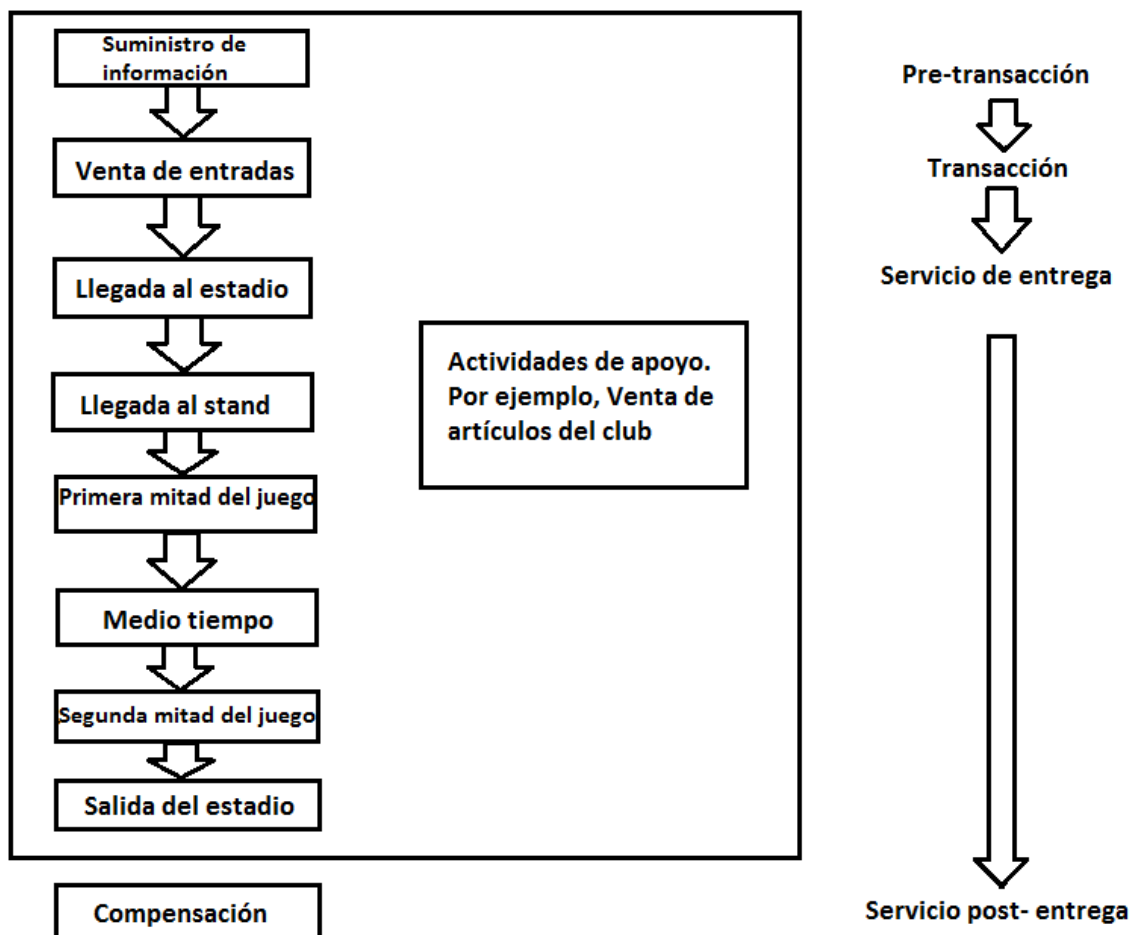 Suministro de
información
Venta de entradas
Llegada al estadio
Llegada al stand
Primera mitad del juego
Medio tiempo
Segunda mitad del juego
Salida del estadio
Compensación
Actividades de apoyo.
Por ejemplo, Venta de
artículos del club
Pre-transacción
Transacción
Servicio de entrega
Servicio post- entrega